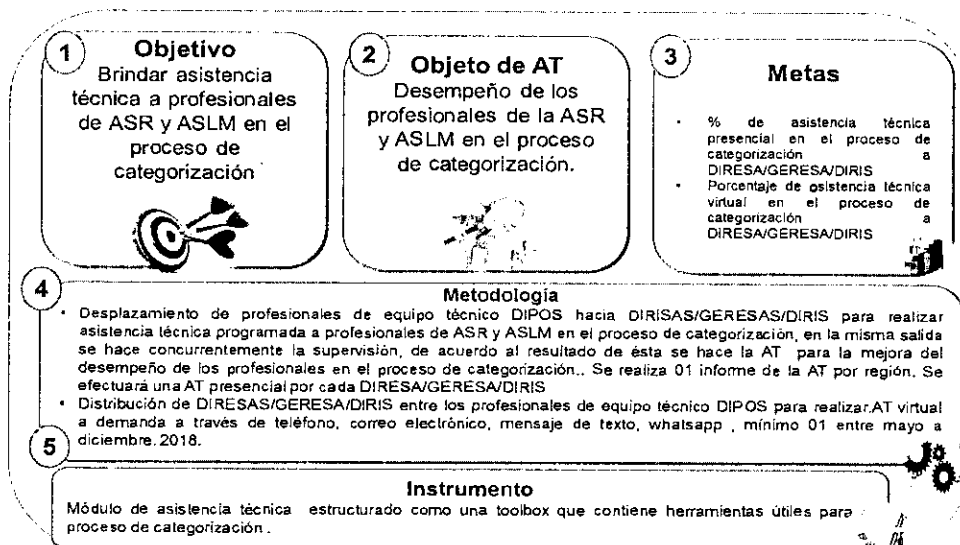 1
Objetivo
Brindar asistencia
técnica a profesionales
de ASR y ASLM en el
proceso de
categorización
2
Objeto de AT
Desempeño de los
profesionales de la ASR
y ASLM en el proceso
de categorización.
3
Metas
• % de asistencia técnica
presencial en el proceso de
categorización a
DIRESA/GERESA/DIRIS
• Porcentaje de asistencia técnica
virtual en el proceso de
categorización a
DIRESA/GERESA/DIRIS
4
Metodología
• Desplazamiento de profesionales de equipo técnico DIPOS hacia DIRISAS/GERESAS/DIRIS para realizar
asistencia técnica programada a profesionales de ASR y ASLM en el proceso de categorización, en la misma salida
se hace concurrentemente la supervisión, de acuerdo al resultado de ésta se hace la AT para la mejora del
desempeño de los profesionales en el proceso de categorización.. Se realiza 01 informe de la AT por región. Se
efectuará una AT presencial por cada DIRESA/GERESA/DIRIS
• Distribución de DIRESAS/GERESA/DIRIS entre los profesionales de equipo técnico DIPOS para realizar.AT virtual
a demanda a través de teléfono, correo electrónico, mensaje de texto, whatsapp , mínimo 01 entre mayo a
diciembre. 2018.
5
Instrumento
Módulo de asistencia técnica estructurado como una toolbox que contiene herramientas útiles para
proceso de categorización .